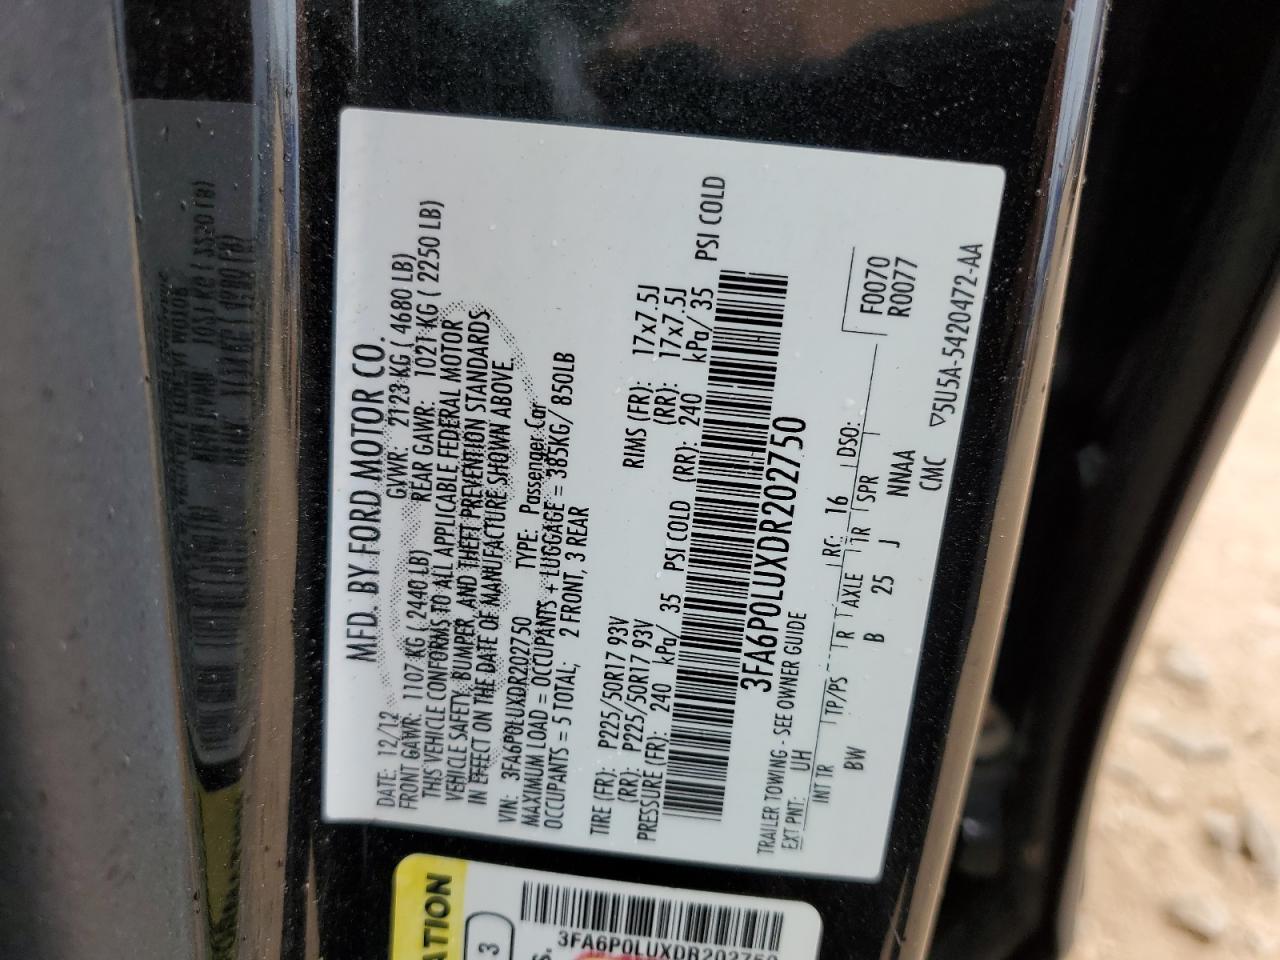 MFD. BY FORD MOTOR CO.
DATE: 12/12 GVWR: 2123 KG ( 4680 LB)
FRONT GAWR: 1107 KG ( 2440 LB) REAR GAWR: 1021 KG ( 2250 LB)
THIS VEHICLE CONFORMS TO ALL APPLICABLE FEDERAL MOTOR
VEHICLE SAFETY, BUMPER, AND THEFT PREVENTION STANDARDS
IN EFFECT ON THE DATE OF MANUFACTURE SHOWN ABOVE.
VIN: 3FA6P0LUXDR202750 TYPE: Passenger Car
MAXIMUM LOAD = OCCUPANTS + LUGGAGE = 385KG/ 850LB
OCCUPANTS = 5 TOTAL; 2 FRONT, 3 REAR
TIRE (FR): P225/50R17 93V RIMS (FR): 17x7.5J
(RR): P225/50R17 93V (RR): 17x7.5J
PRESSURE (FR): 240 kPa/ 35 PSI COLD (RR): 240 kPa/ 35 PSI COLD
3FA6P0LUXDR202750
TRAILER TOWING - SEE OWNER GUIDE
EXT PNT: UH RC: 16 DSO: F0070
R0077
INT TR TP/PS R AXLE TR SPR
BW B 25 J NNAA
CMC
▽5U5A-5420472-AA
ATION
3
3FA6P0LUXDR202750